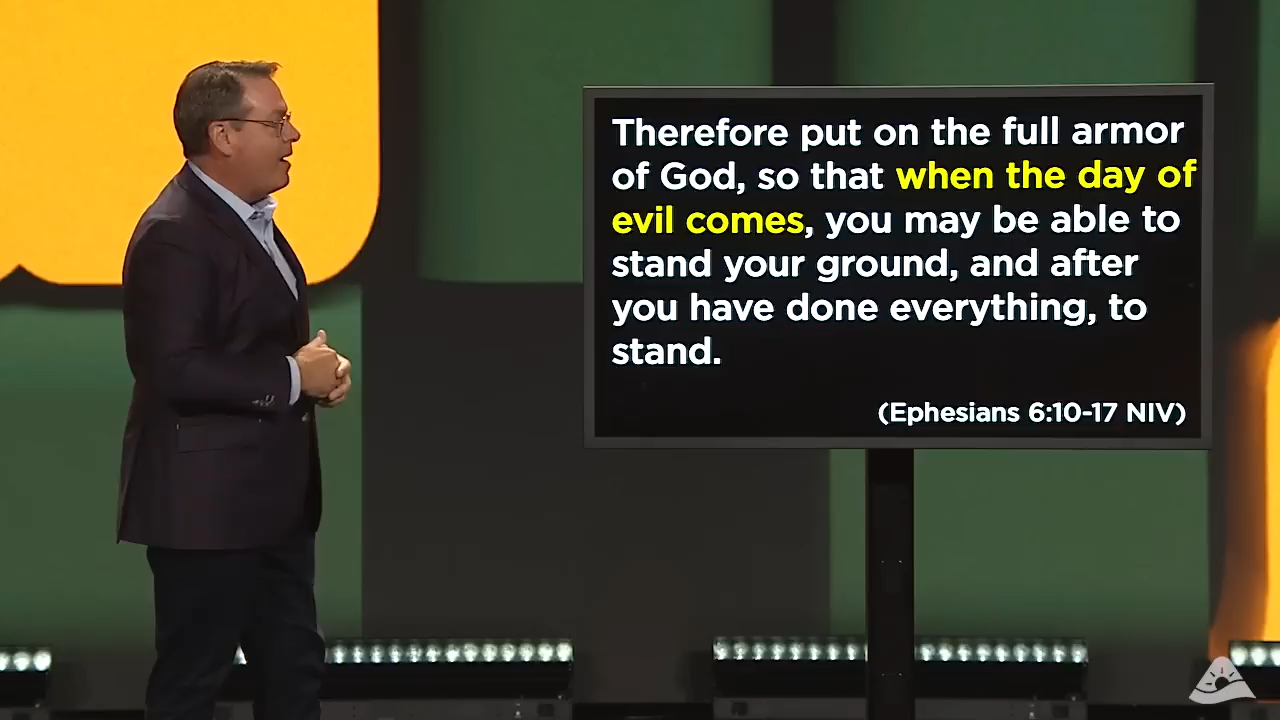 Therefore put on the full armor
of God, so that when the day of
evil comes, you may be able to
stand your ground, and after
you have done everything, to
stand.
(Ephesians 6:10-17 NIV)